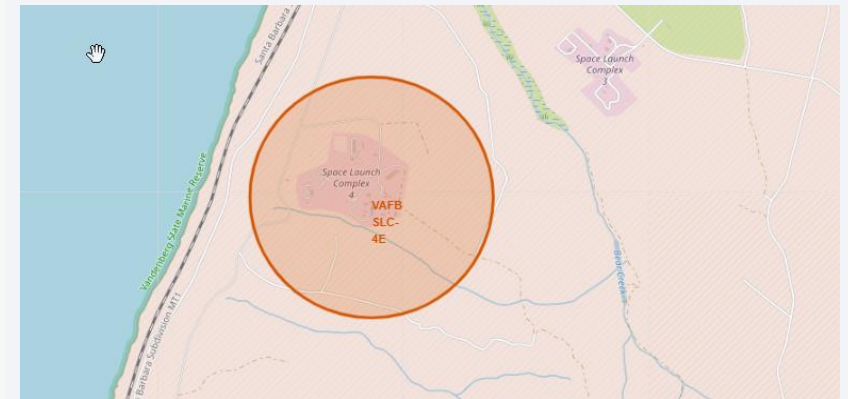 Santa Barbara
Space Launch
Complex
3
Space Launch
Complex
4
VAFB
SLC-
4E
Vandenberg State Marine Reserve
Bear Creek
Barbara Subdivision MT1